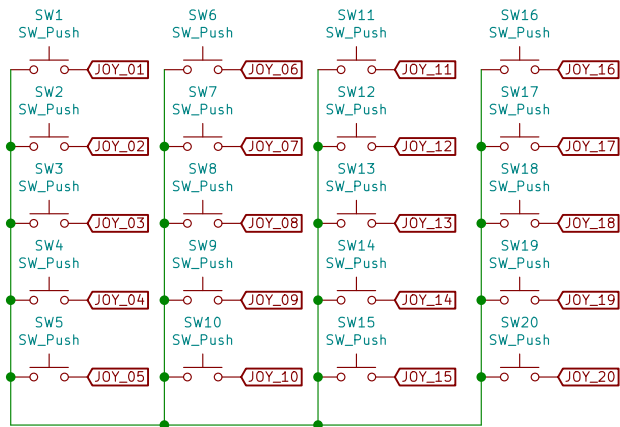 SW1
SW_Push
JOY_01
SW6
SW_Push
JOY_06
SW11
SW_Push
JOY_11
SW16
SW_Push
JOY_16
SW2
SW_Push
JOY_02
SW7
SW_Push
JOY_07
SW12
SW_Push
JOY_12
SW17
SW_Push
JOY_17
SW3
SW_Push
JOY_03
SW8
SW_Push
JOY_08
SW13
SW_Push
JOY_13
SW18
SW_Push
JOY_18
SW4
SW_Push
JOY_04
SW9
SW_Push
JOY_09
SW14
SW_Push
JOY_14
SW19
SW_Push
JOY_19
SW5
SW_Push
JOY_05
SW10
SW_Push
JOY_10
SW15
SW_Push
JOY_15
SW20
SW_Push
JOY_20